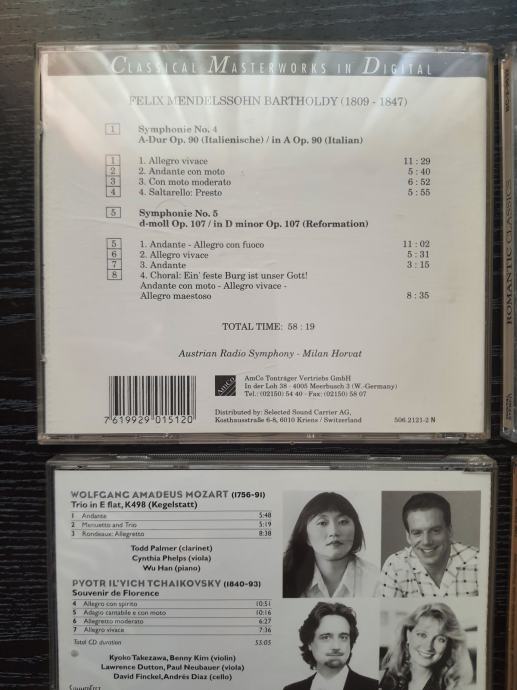 CLASSICAL MASTERWORKS IN DIGITAL
FELIX MENDELSSOHN BARTHOLDY (1809 - 1847)
1 Symphonie No. 4
A-Dur Op. 90 (Italienische) / in A Op. 90 (Italian)
1 1. Allegro vivace 11 : 29
2 2. Andante con moto 5 : 40
3 3. Con moto moderato 6 : 52
4 4. Saltarello: Presto 5 : 55
5 Symphonie No. 5
d-moll Op. 107 / in D minor Op. 107 (Reformation)
5 1. Andante - Allegro con fuoco 11 : 02
6 2. Allegro vivace 5 : 31
7 3. Andante 3 : 15
8 4. Choral: Ein' feste Burg ist unser Gott!
Andante con moto - Allegro vivace -
Allegro maestoso 8 : 35
TOTAL TIME: 58 : 19
Austrian Radio Symphony - Milan Horvat
AmCo
AmCo Tonträger Vertriebs GmbH
In der Loh 38 · 4005 Meerbusch 3 (W.-Germany)
Tel.: (02150) 54 40 · Fax (02150) 58 07
Distributed by: Selected Sound Carrier AG,
Kosthausstraße 6-8, 6010 Kriens / Switzerland
7 619929 015120
506.2121-2 N
ROMANTIC CLASSICS
WOLFGANG AMADEUS MOZART (1756-91)
Trio in E flat, K498 (Kegelstatt)
1 Andante 5:48
2 Menuetto and Trio 5:19
3 Rondeaux: Allegretto 8:38
Todd Palmer (clarinet)
Cynthia Phelps (viola)
Wu Han (piano)
PYOTR IL'YICH TCHAIKOVSKY (1840-93)
Souvenir de Florence
4 Allegro con spirito 10:51
5 Adagio cantabile e con moto 10:16
6 Allegretto moderato 6:27
7 Allegro vivace 7:36
Total CD duration 53:05
Kyoko Takezawa, Benny Kim (violin)
Lawrence Dutton, Paul Neubauer (viola)
David Finckel, Andrés Díaz (cello)